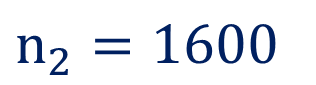 n₂ = 1600